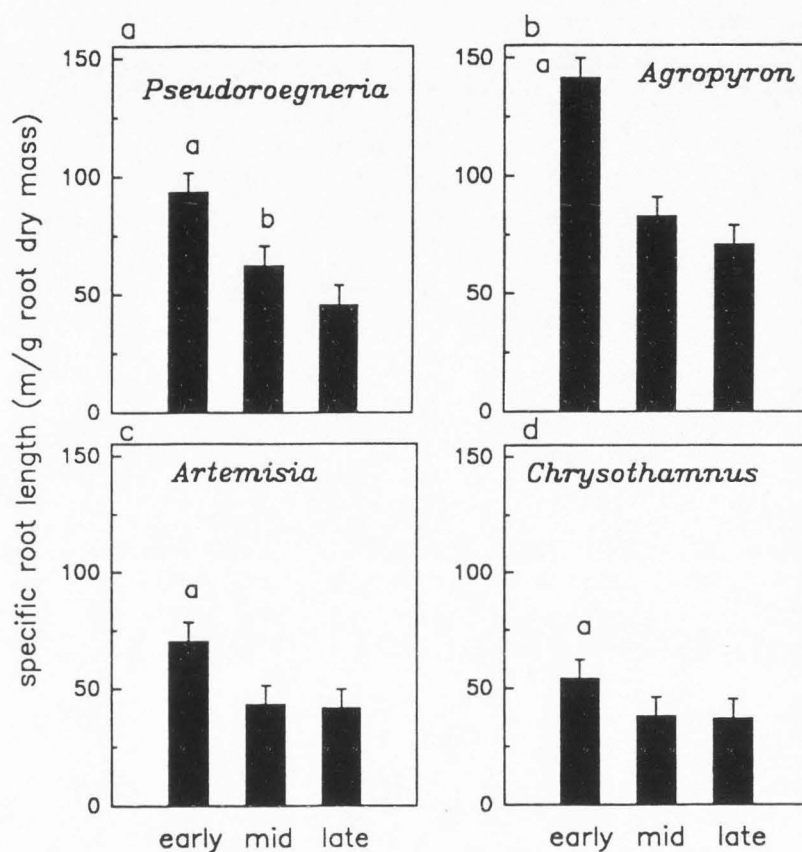 specific root length (m/g root dry mass)
a
Pseudoroegneria
150
100
50
0
a
b
b
Agropyron
150
100
50
0
a
c
Artemisia
150
100
50
0
a
early mid late
d
Chrysothamnus
150
100
50
0
a
early mid late